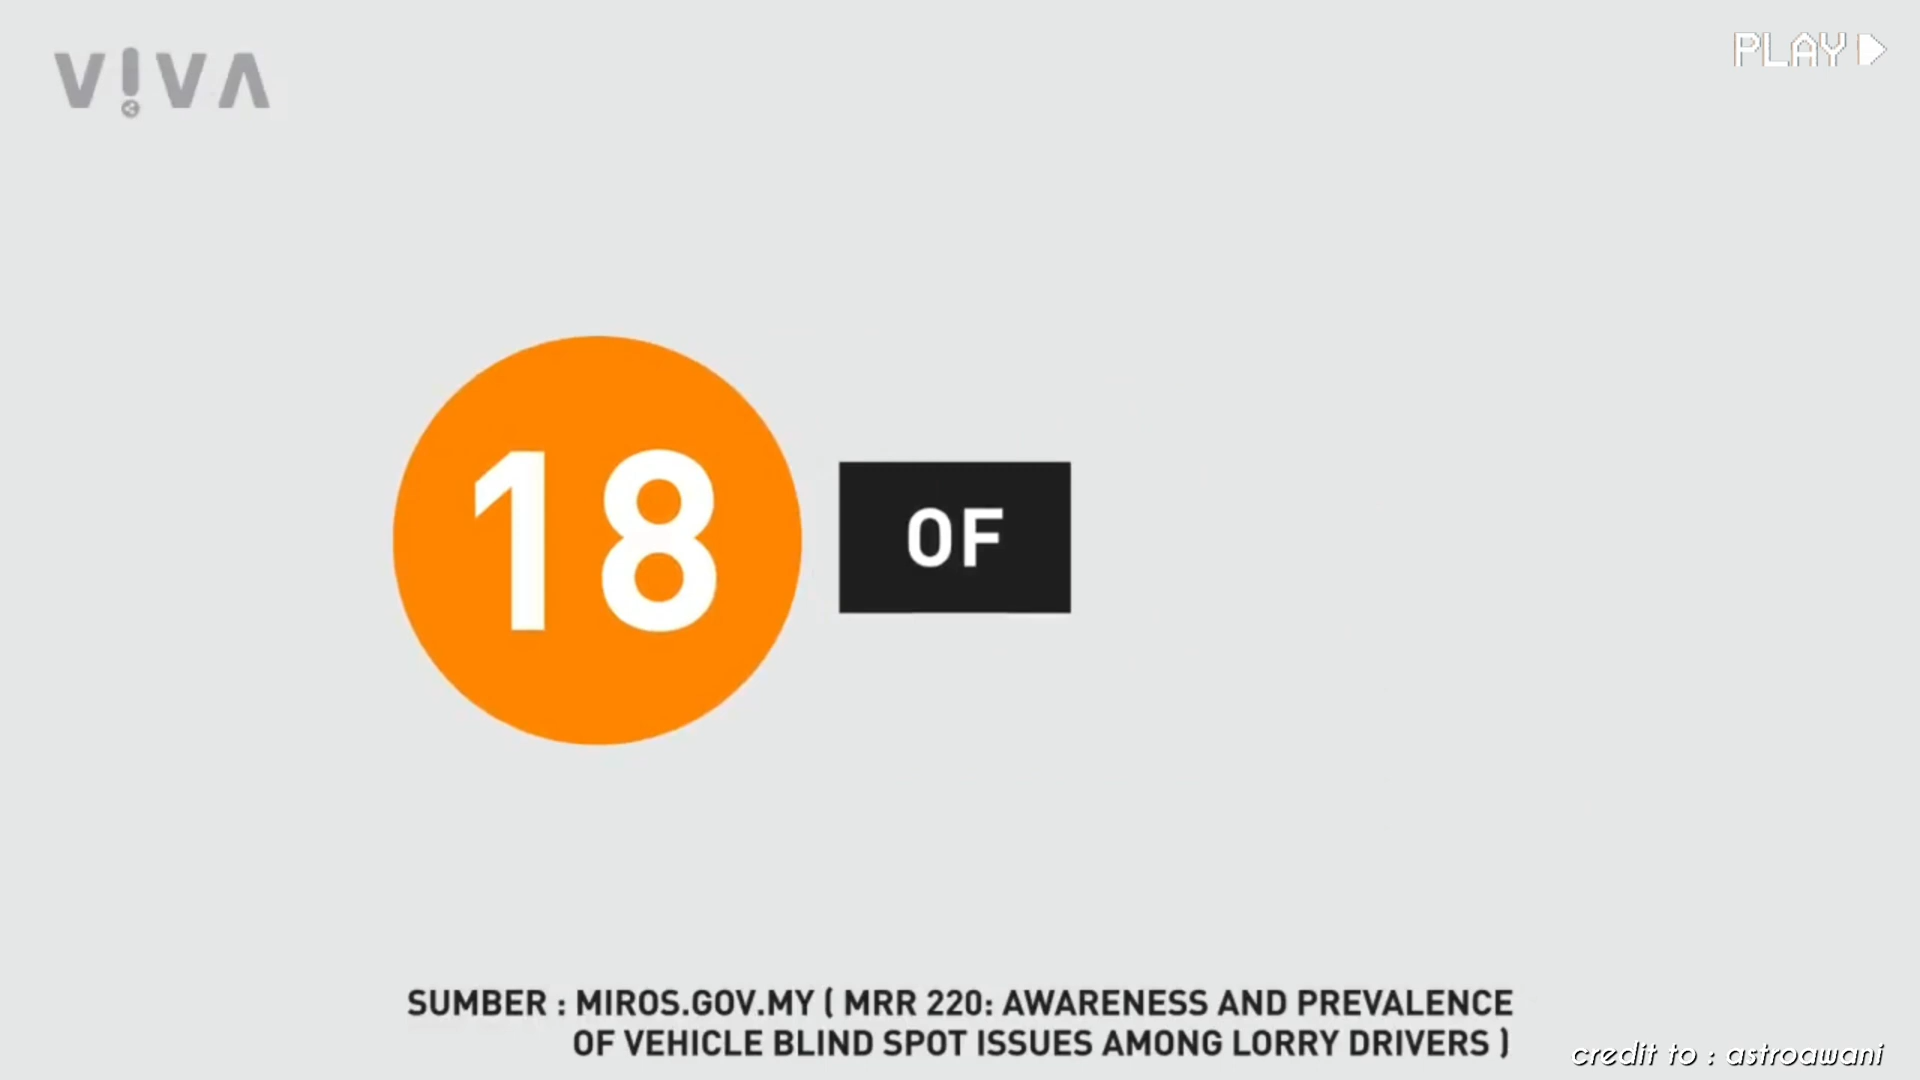 V!VA
PLAY
18
OF
SUMBER : MIROS.GOV.MY ( MRR 220: AWARENESS AND PREVALENCE
OF VEHICLE BLIND SPOT ISSUES AMONG LORRY DRIVERS )
credit to : astroawani